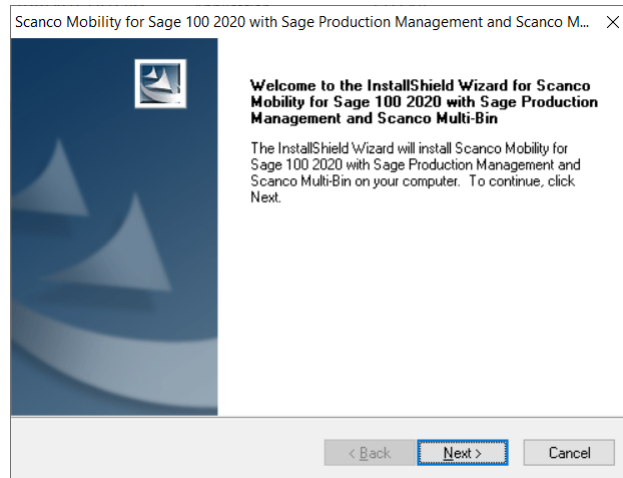 Scanco Mobility for Sage 100 2020 with Sage Production Management and Scanco M...
Welcome to the InstallShield Wizard for Scanco
Mobility for Sage 100 2020 with Sage Production
Management and Scanco Multi-Bin
The InstallShield Wizard will install Scanco Mobility for
Sage 100 2020 with Sage Production Management and
Scanco Multi-Bin on your computer. To continue, click
Next.
< Back
Next >
Cancel